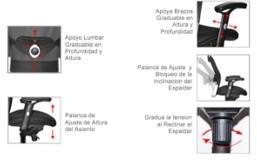 Apoyo Lumbar
Graduable en
Profundidad y
Altura
Palanca de
Ajuste de Altura
del Asiento
Apoya Brazos
Graduable en
Altura y
Profundidad
Palanca de Ajuste y
Bloqueo de la
Inclinacion del
Espaldar
Gradua la tension
al Reclinar el
Espaldar